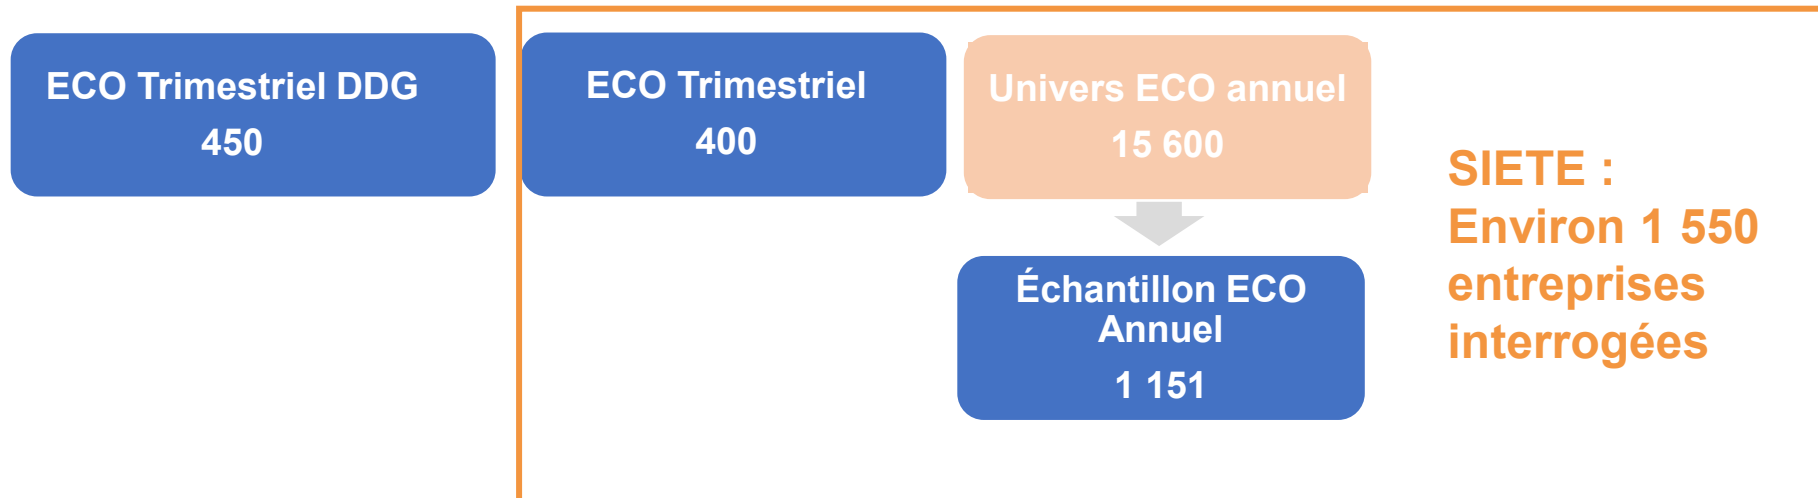 ECO Trimestriel DDG
450
ECO Trimestriel
400
Univers ECO annuel
15 600
Échantillon ECO
Annuel
1 151
SIETE :
Environ 1 550
entreprises
interrogées